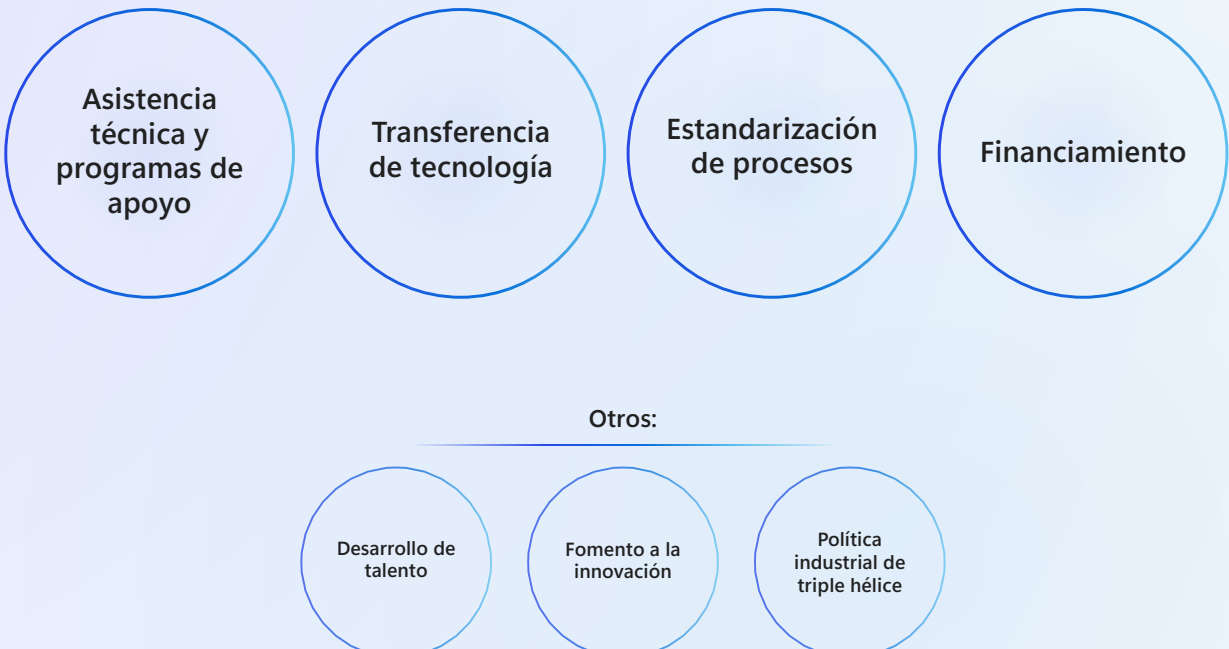 Asistencia
técnica y
programas de
apoyo
Transferencia
de tecnología
Estandarización
de procesos
Financiamiento
Otros:
Desarrollo de
talento
Fomento a la
innovación
Política
industrial de
triple hélice